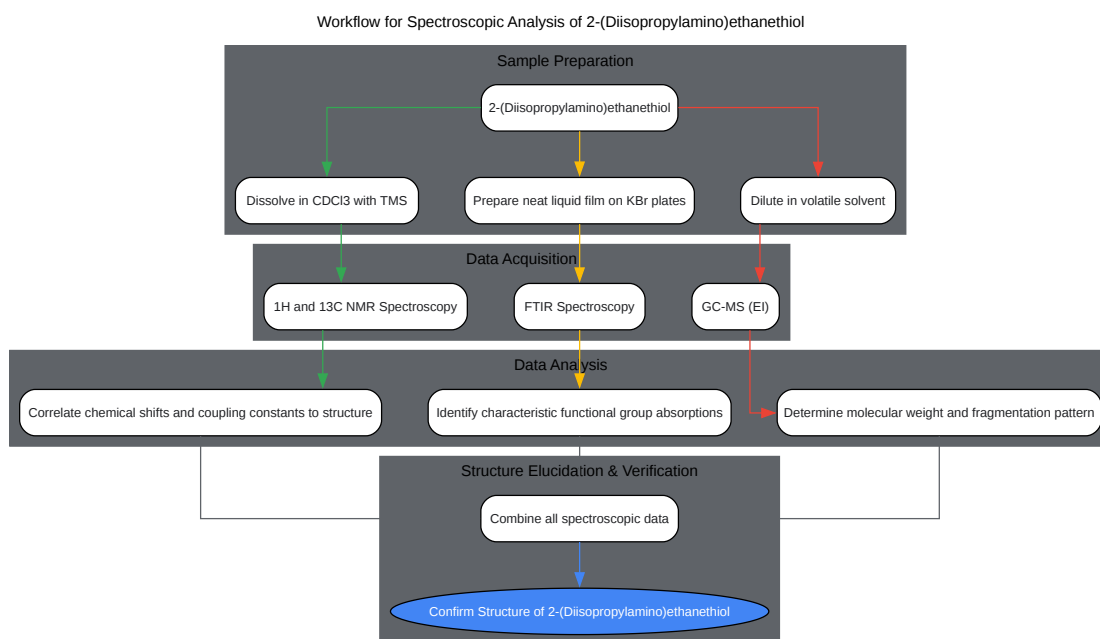 Workflow for Spectroscopic Analysis of 2-(Diisopropylamino)ethanethiol
Sample Preparation
2-(Diisopropylamino)ethanethiol
Dissolve in CDCl3 with TMS
Prepare neat liquid film on KBr plates
Dilute in volatile solvent
Data Acquisition
1H and 13C NMR Spectroscopy
FTIR Spectroscopy
GC-MS (EI)
Data Analysis
Correlate chemical shifts and coupling constants to structure
Identify characteristic functional group absorptions
Determine molecular weight and fragmentation pattern
Structure Elucidation & Verification
Combine all spectroscopic data
Confirm Structure of 2-(Diisopropylamino)ethanethiol